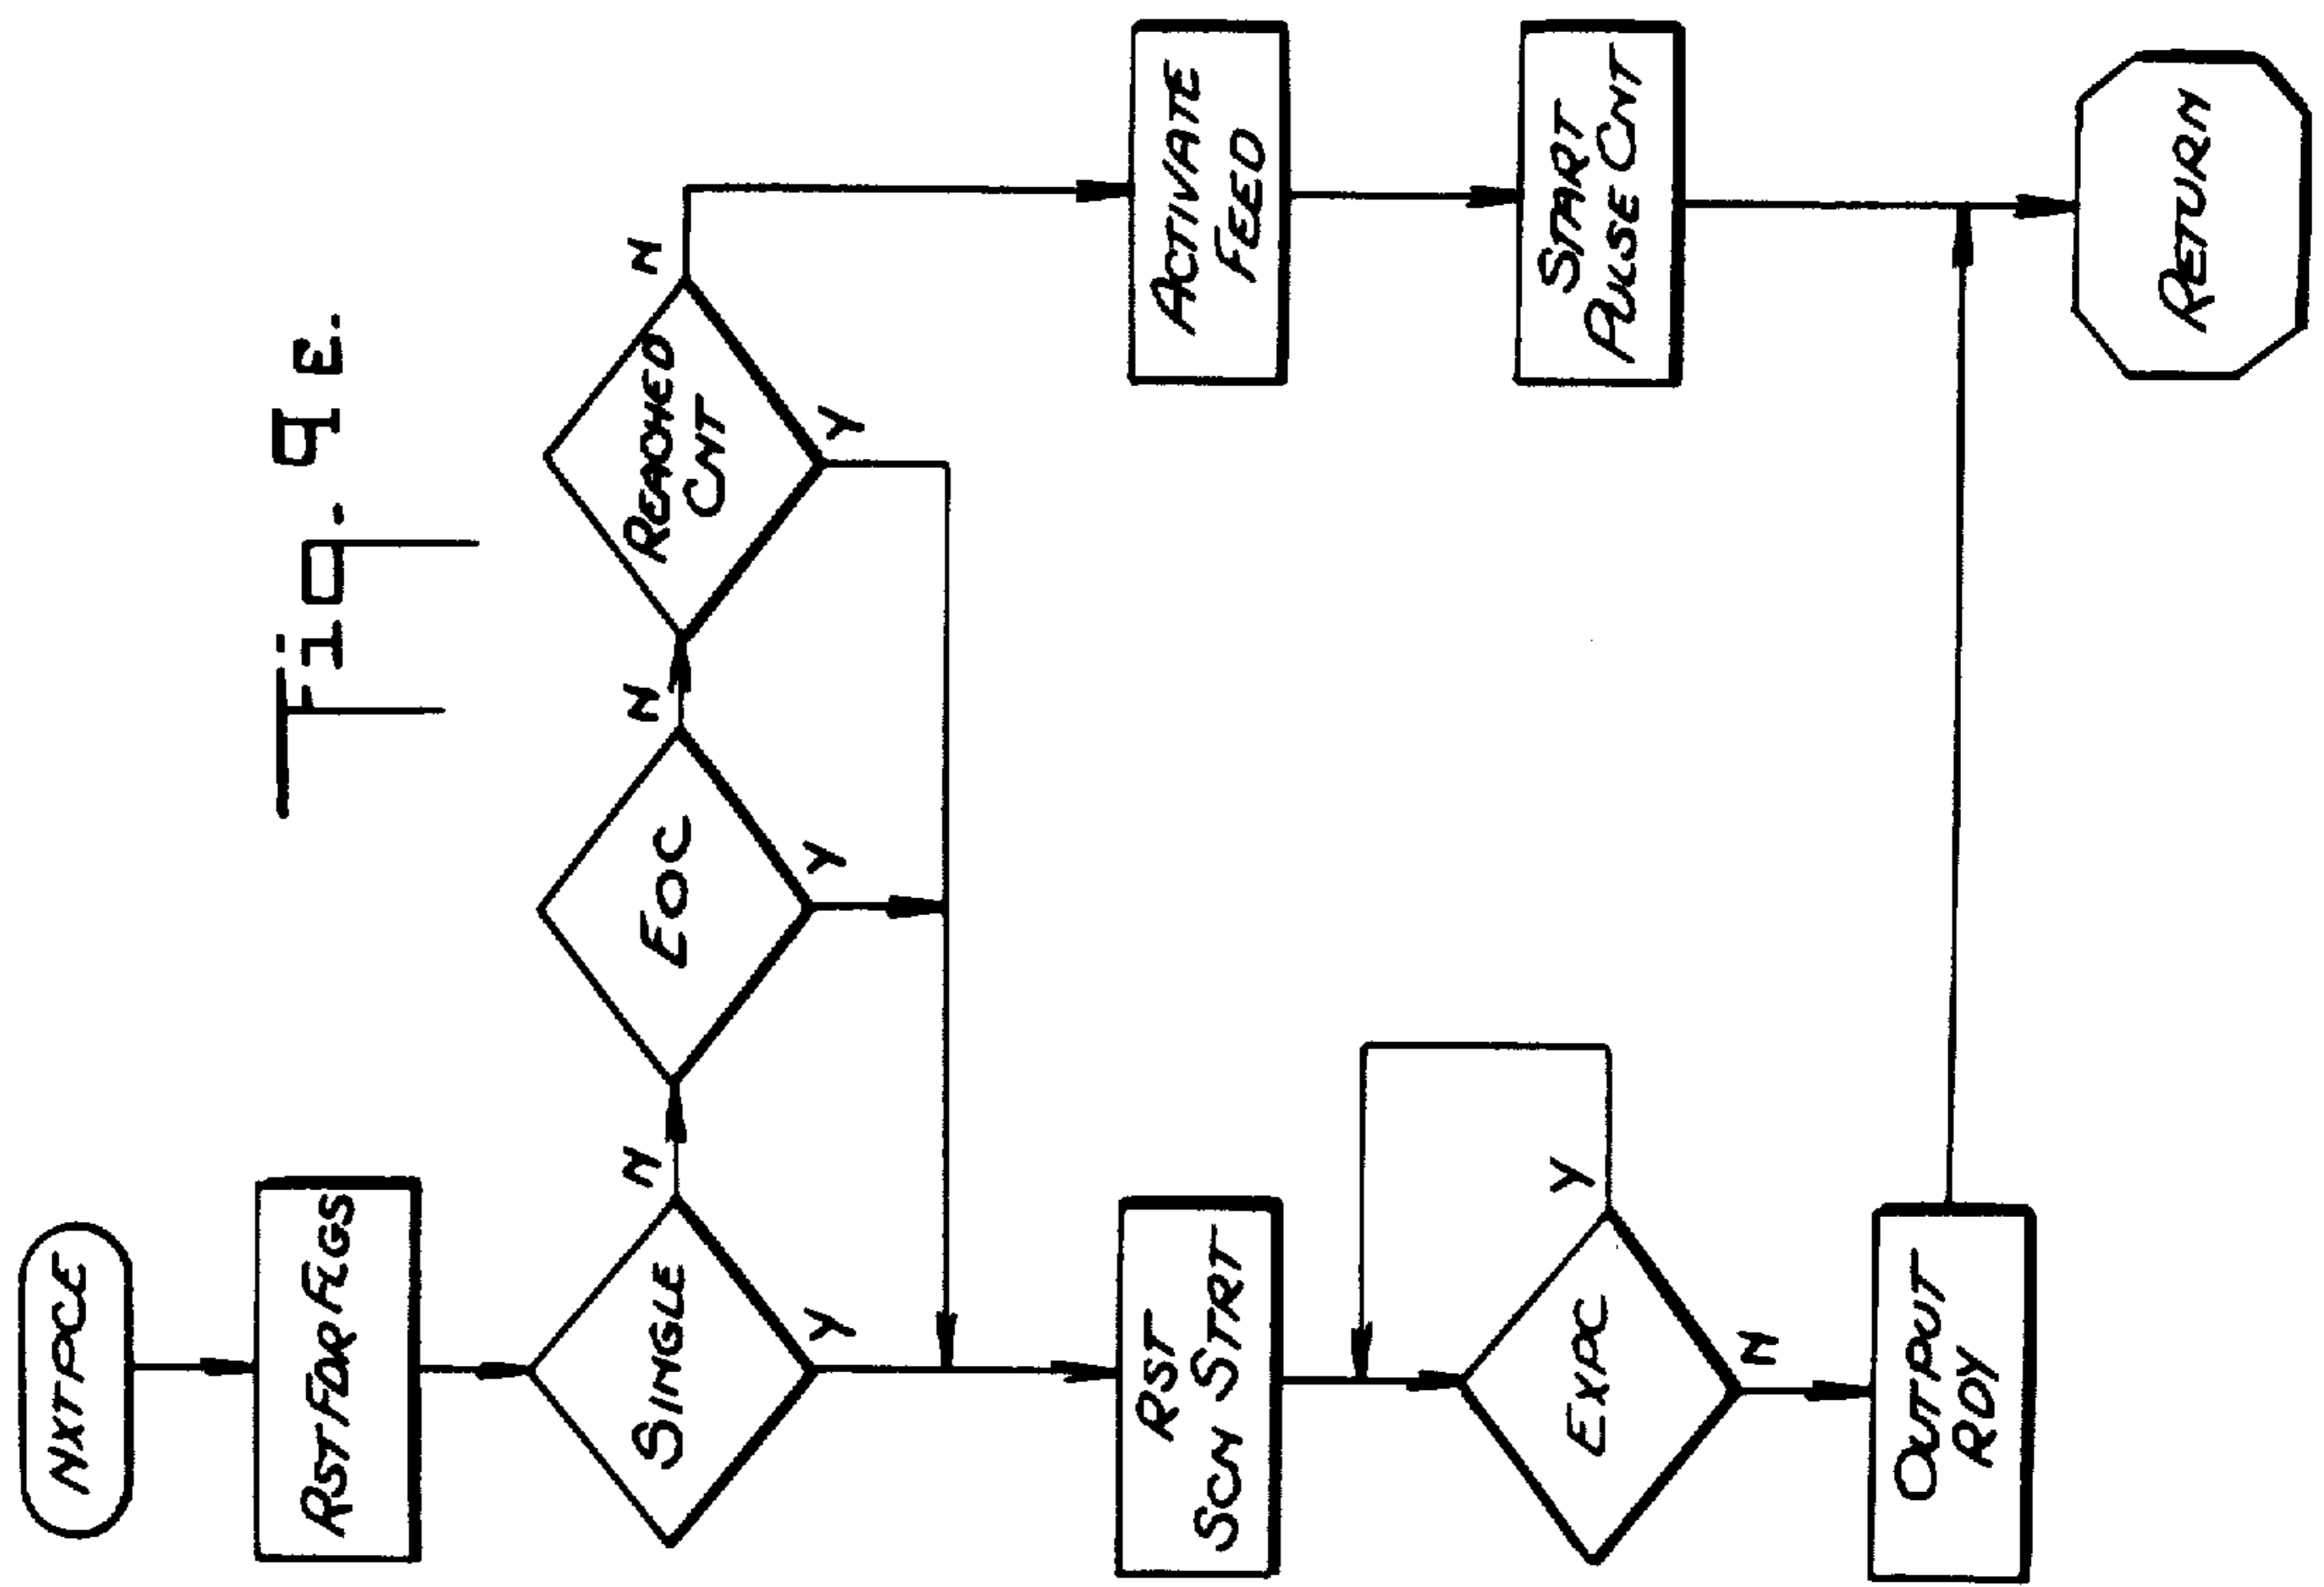 Fig. 9E.
NXTPCE
RST FDR FLGS
SINGLE
N
Y
EOC
N
Y
REACHED
CNT
N
Y
ACTIVATE
FEED
START
PULSE CNT
RST
SCN STRT
EXPC
Y
N
OUTPUT
RDY
RETURN